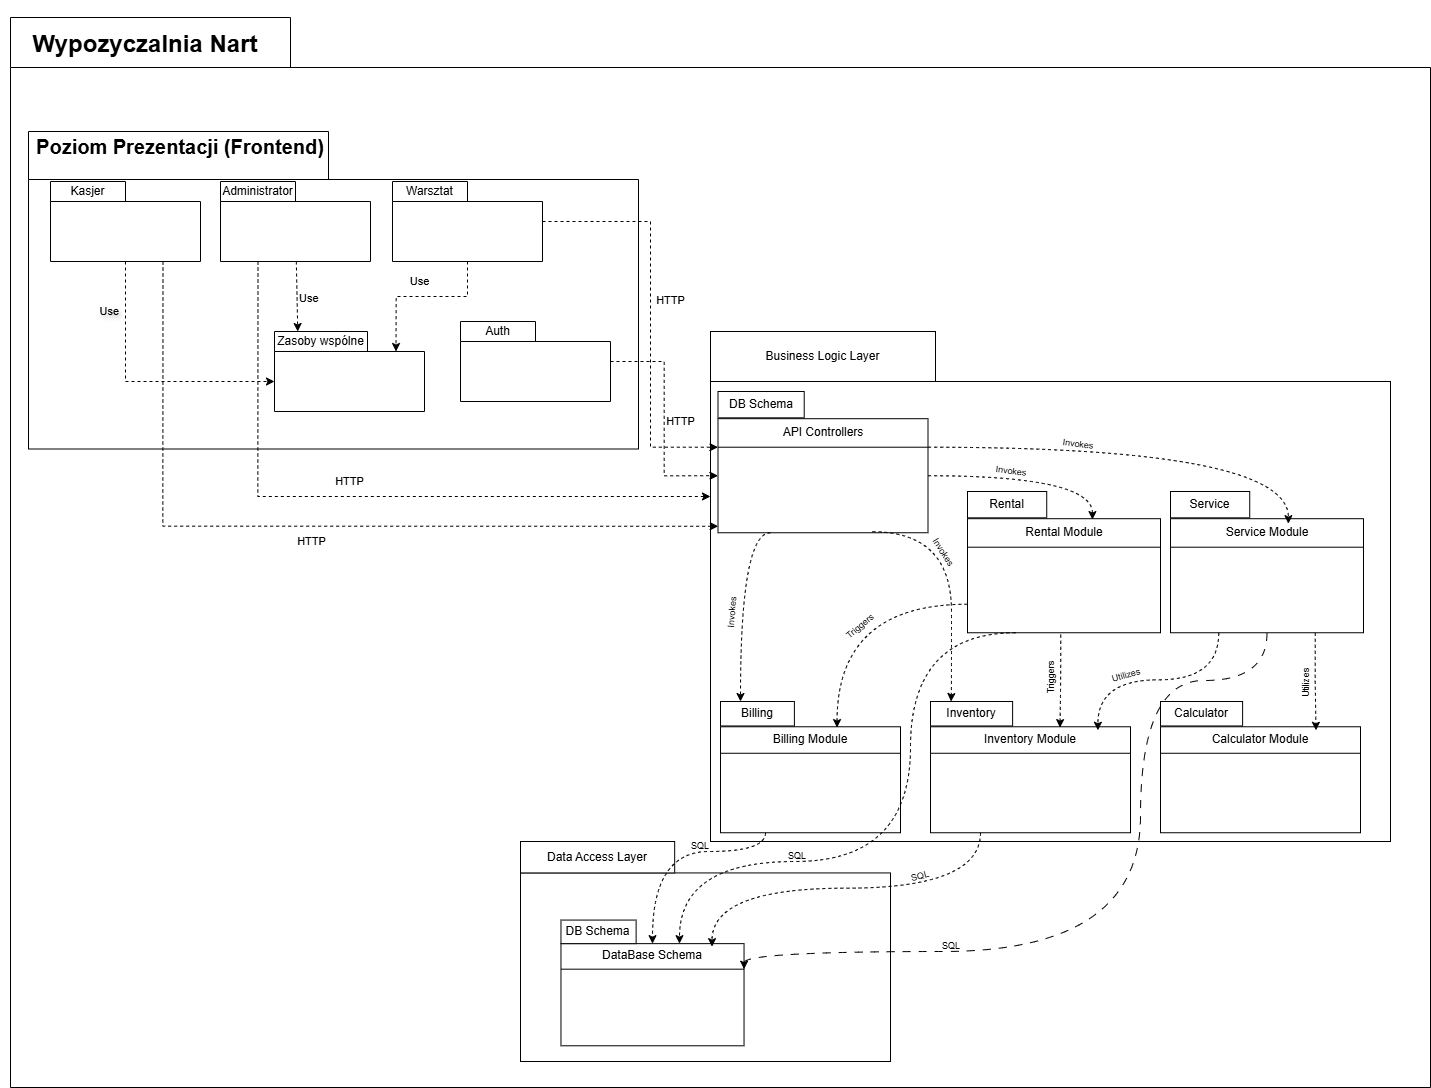 Wypozyczalnia Nart
Poziom Prezentacji (Frontend)
Kasjer
Administrator
Warsztat
Use
Use
Use
HTTP
Zasoby wspólne
Auth
HTTP
HTTP
HTTP
Business Logic Layer
DB Schema
API Controllers
Invokes
Invokes
Rental
Rental Module
Service
Service Module
Invokes
Invokes
Triggers
Triggers
Utilizes
Utilizes
Billing
Billing Module
Inventory
Inventory Module
Calculator
Calculator Module
SQL
SQL
SQL
SQL
Data Access Layer
DB Schema
DataBase Schema